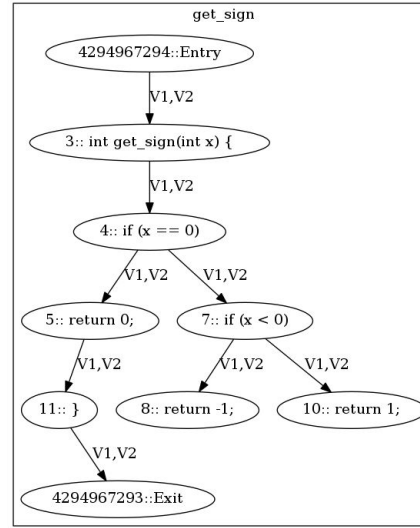 get_sign
4294967294::Entry
V1,V2
3:: int get_sign(int x) {
V1,V2
4:: if (x == 0)
V1,V2
V1,V2
5:: return 0;
7:: if (x < 0)
V1,V2
V1,V2
V1,V2
11:: }
8:: return -1;
10:: return 1;
V1,V2
4294967293::Exit